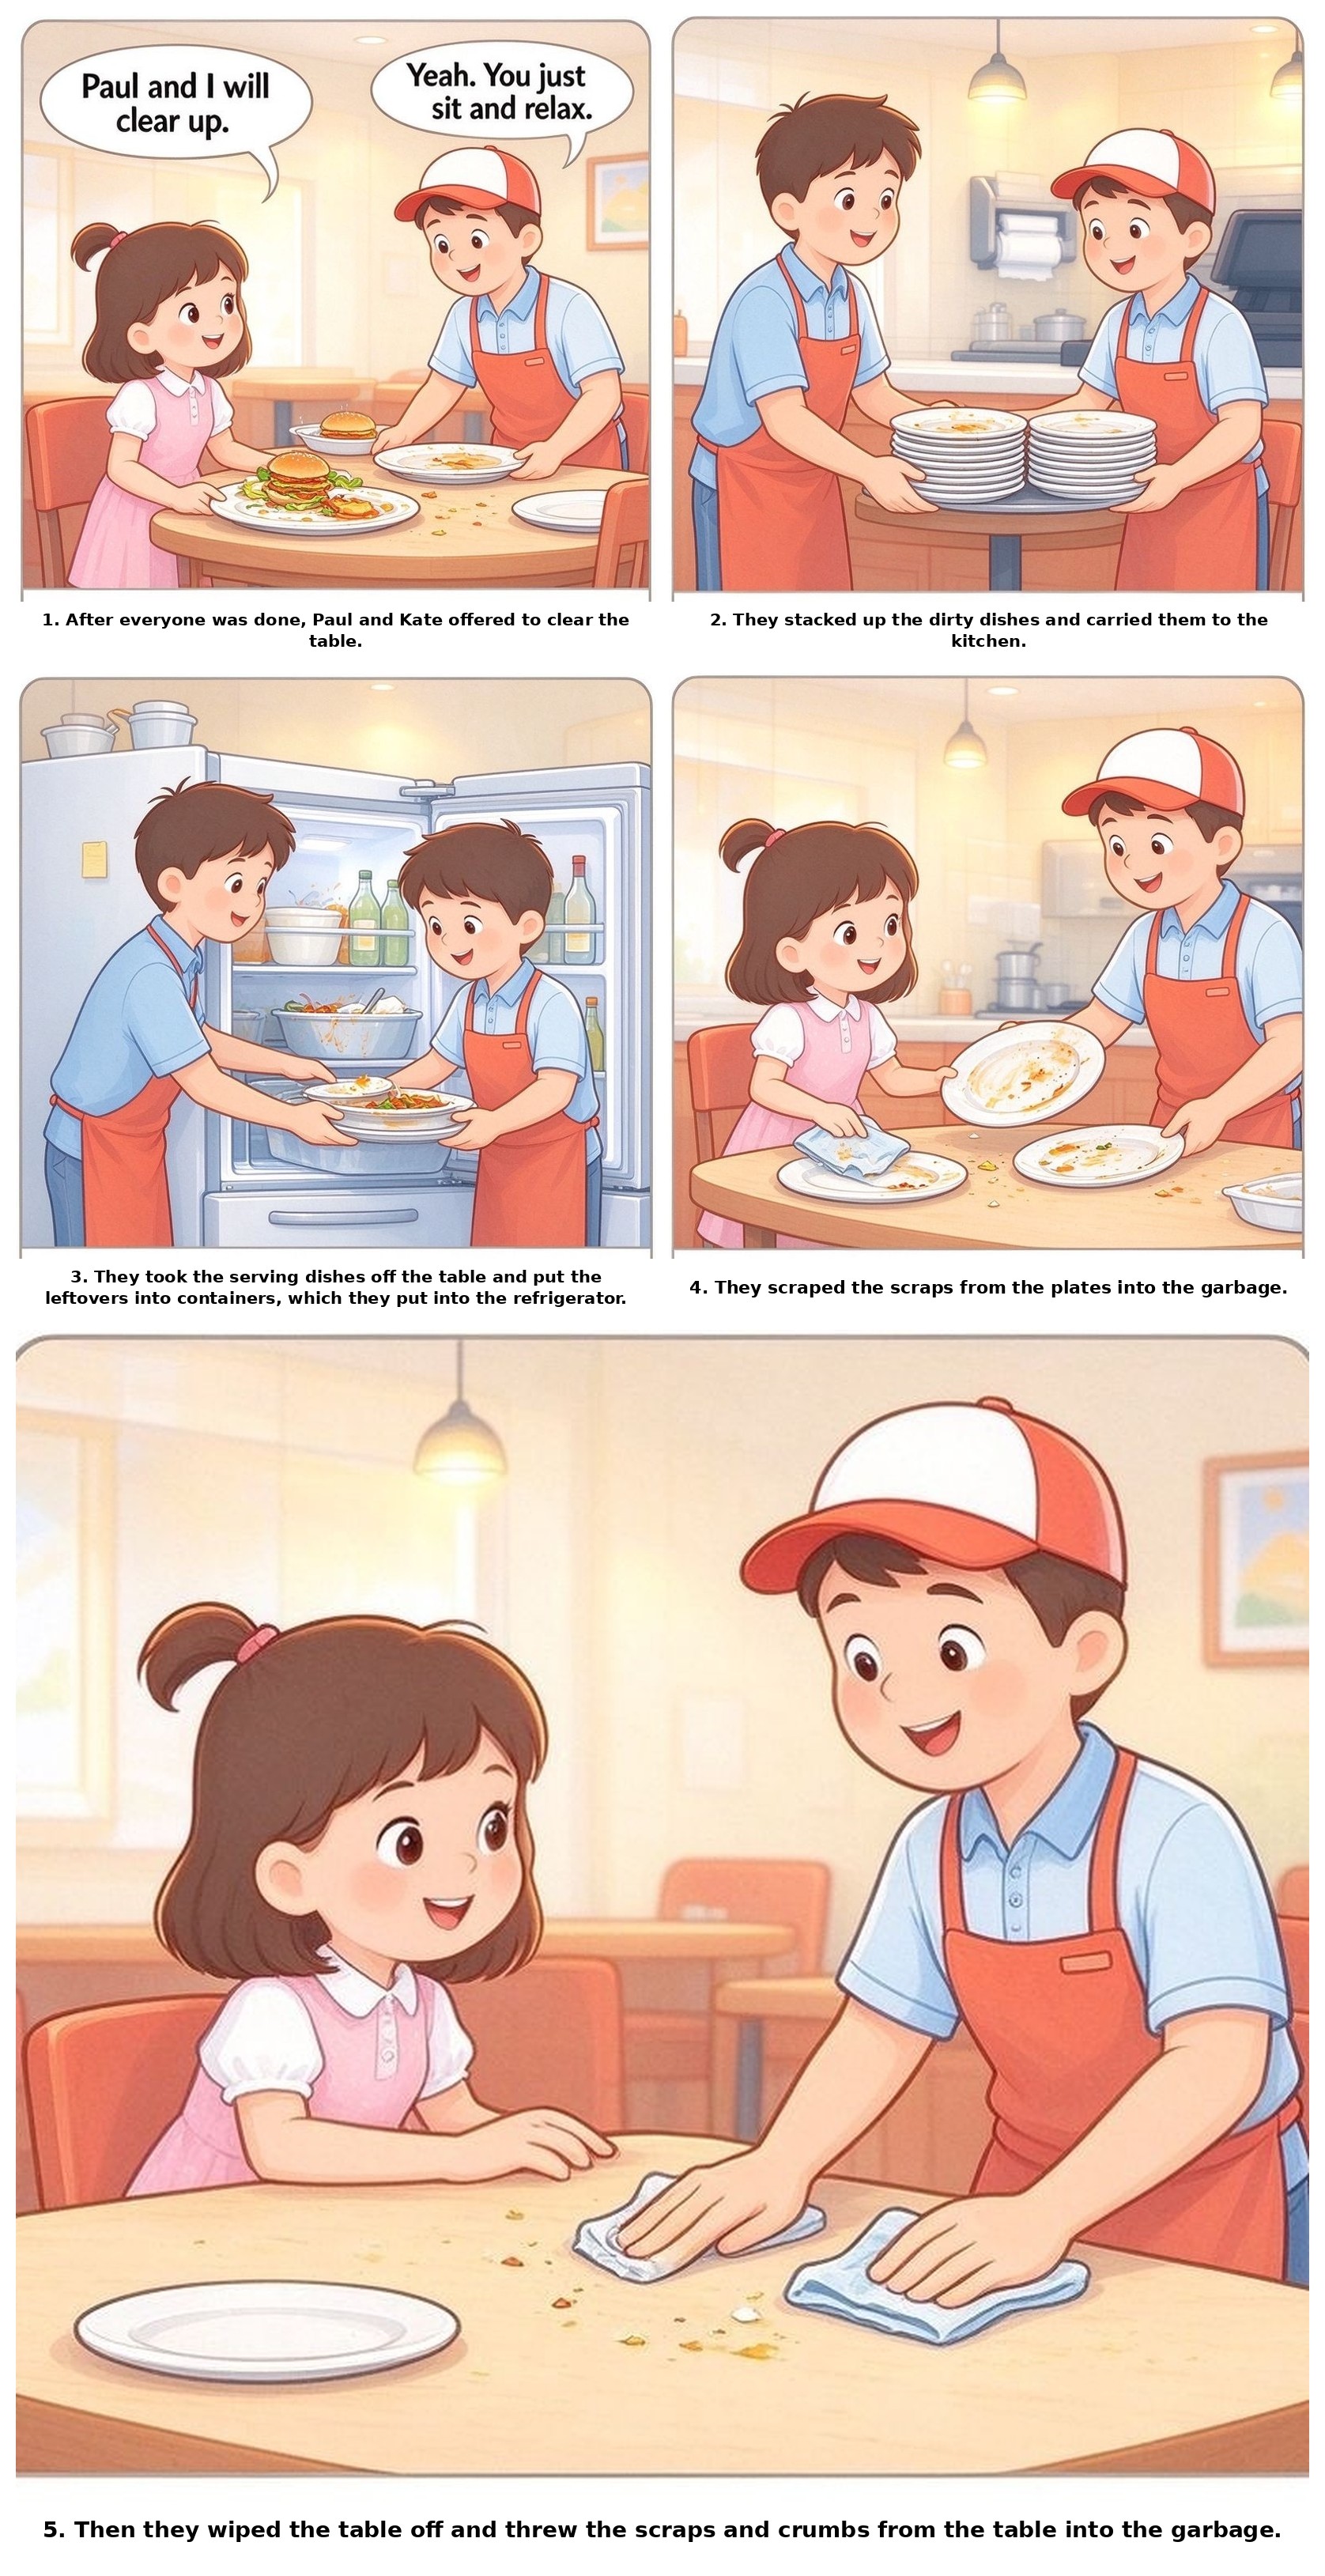 Paul and I will
clear up.
Yeah. You just
sit and relax.
1. After everyone was done, Paul and Kate offered to clear the
table.
2. They stacked up the dirty dishes and carried them to the
kitchen.
3. They took the serving dishes off the table and put the
leftovers into containers, which they put into the refrigerator.
4. They scraped the scraps from the plates into the garbage.
5. Then they wiped the table off and threw the scraps and crumbs from the table into the garbage.